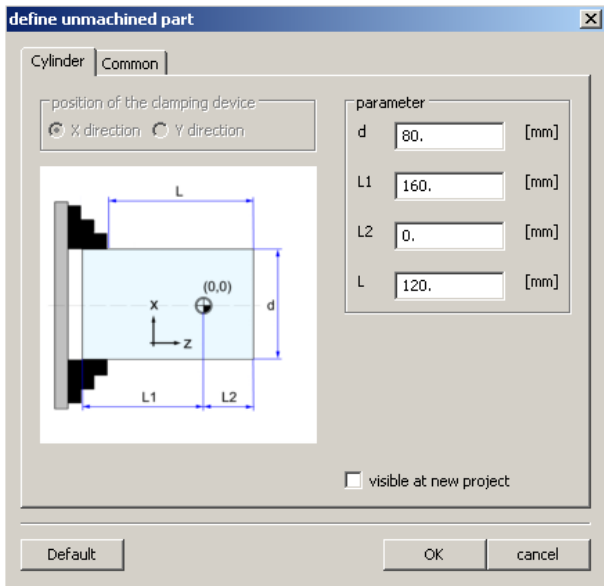 define unmachined part
Cylinder Common
position of the clamping device
X direction Y direction
L
(0,0)
X
Z
d
L1 L2
parameter
d 80. [mm]
L1 160. [mm]
L2 0. [mm]
L 120. [mm]
visible at new project
Default OK cancel